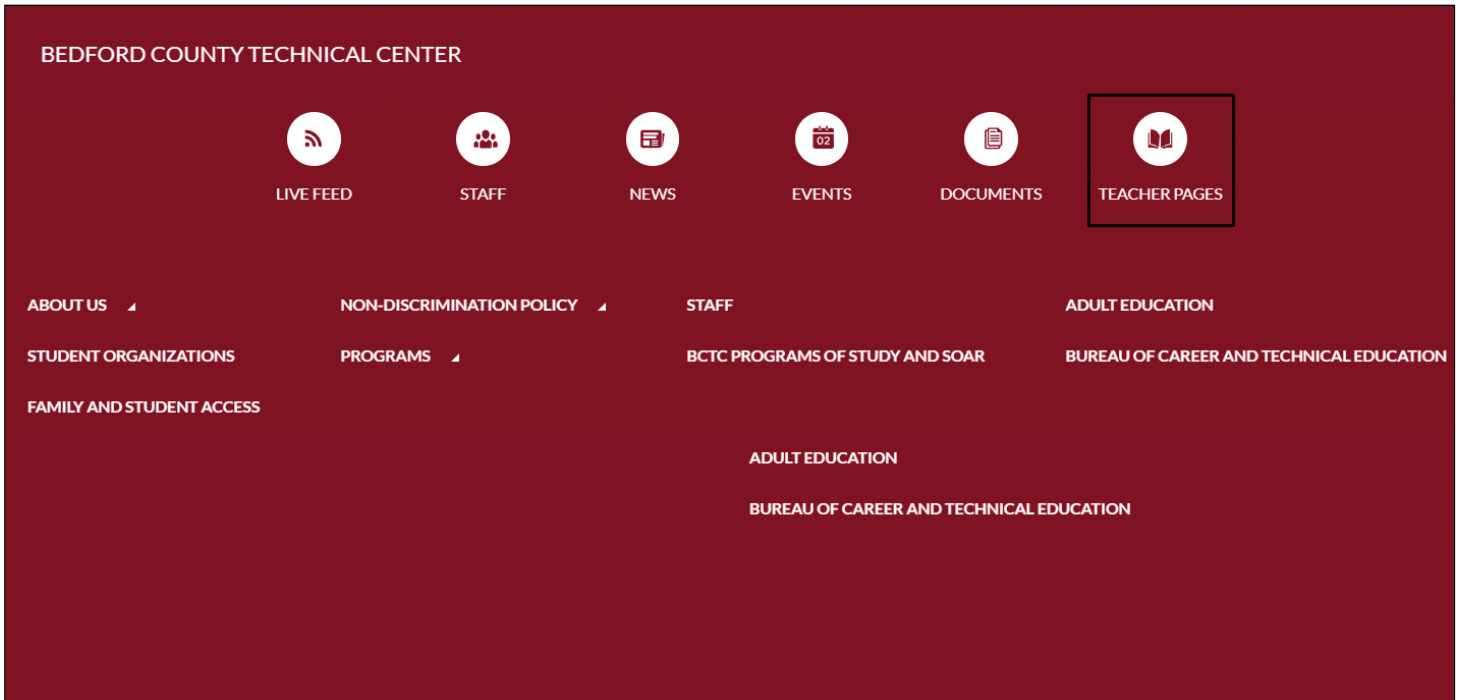 BEDFORD COUNTY TECHNICAL CENTER
02
LIVE FEED STAFF NEWS EVENTS DOCUMENTS TEACHER PAGES
ABOUT US NON-DISCRIMINATION POLICY STAFF ADULT EDUCATION
STUDENT ORGANIZATIONS PROGRAMS BCTC PROGRAMS OF STUDY AND SOAR BUREAU OF CAREER AND TECHNICAL EDUCATION
FAMILY AND STUDENT ACCESS
ADULT EDUCATION
BUREAU OF CAREER AND TECHNICAL EDUCATION